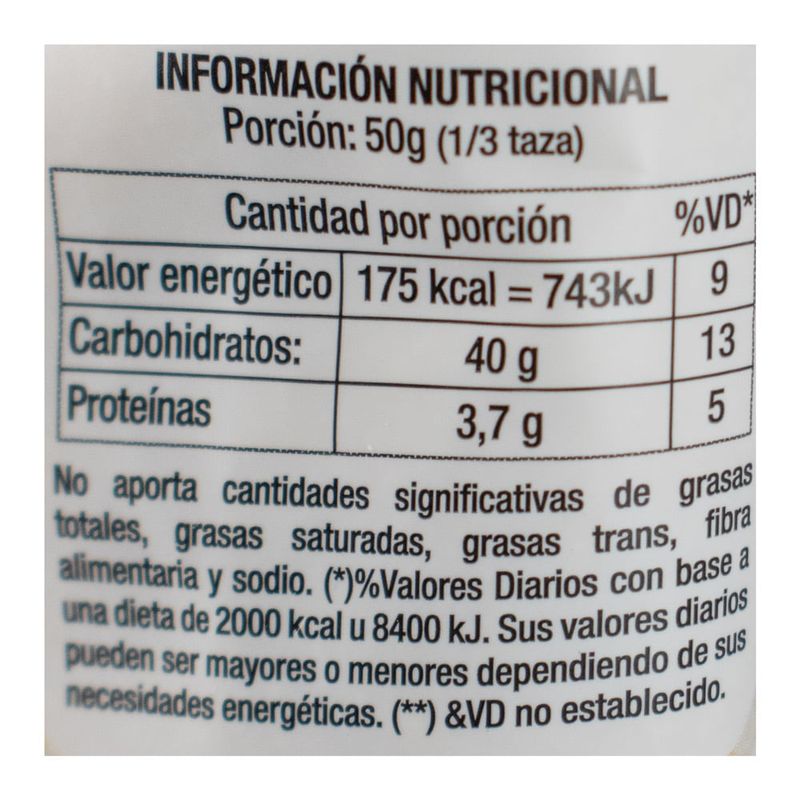 INFORMACIÓN NUTRICIONAL
Porción: 50g (1/3 taza)
Cantidad por porción %VD*
Valor energético 175 kcal = 743kJ 9
Carbohidratos: 40 g 13
Proteínas 3,7 g 5
No aporta cantidades significativas de grasas
totales, grasas saturadas, grasas trans, fibra
alimentaria y sodio. (*)%Valores Diarios con base a
una dieta de 2000 kcal u 8400 kJ. Sus valores diarios
pueden ser mayores o menores dependiendo de sus
necesidades energéticas. (**) &VD no establecido.